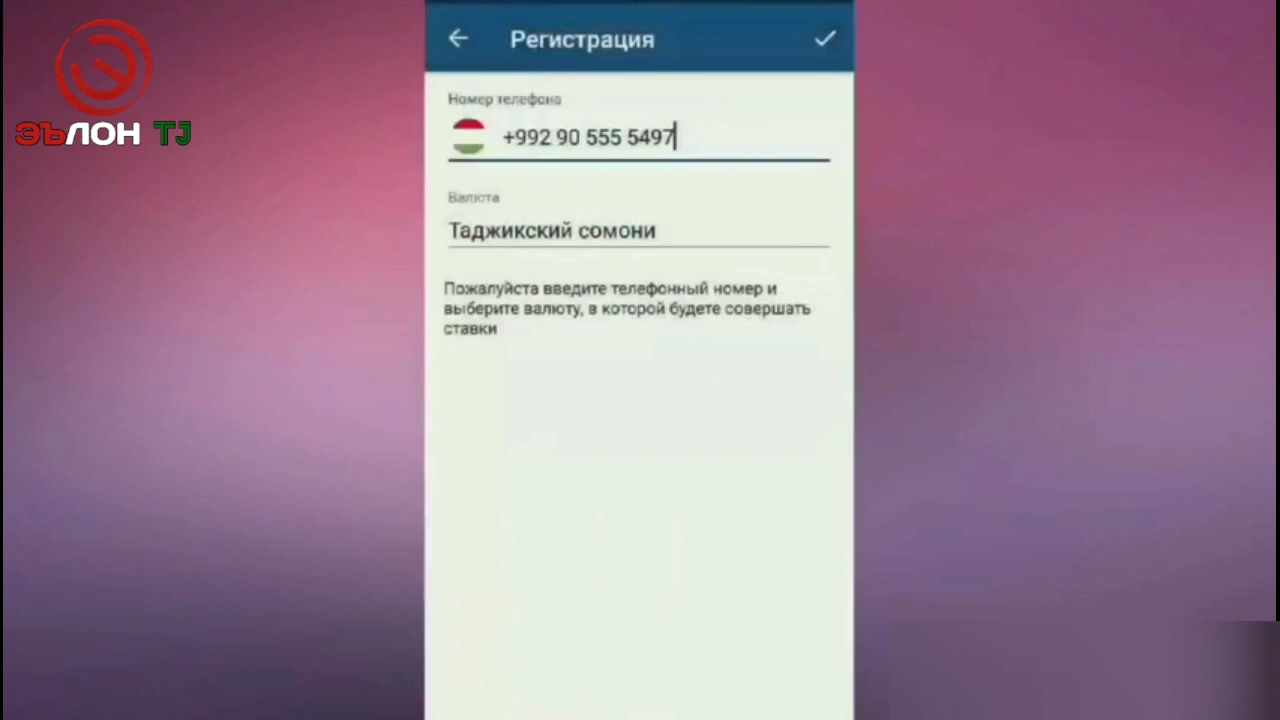 ЭЪЛОН TJ
Регистрация
Номер телефона
+992 90 555 5497
Валюта
Таджикский сомони
Пожалуйста введите телефонный номер и
выберите валюту, в которой будете совершать
ставки